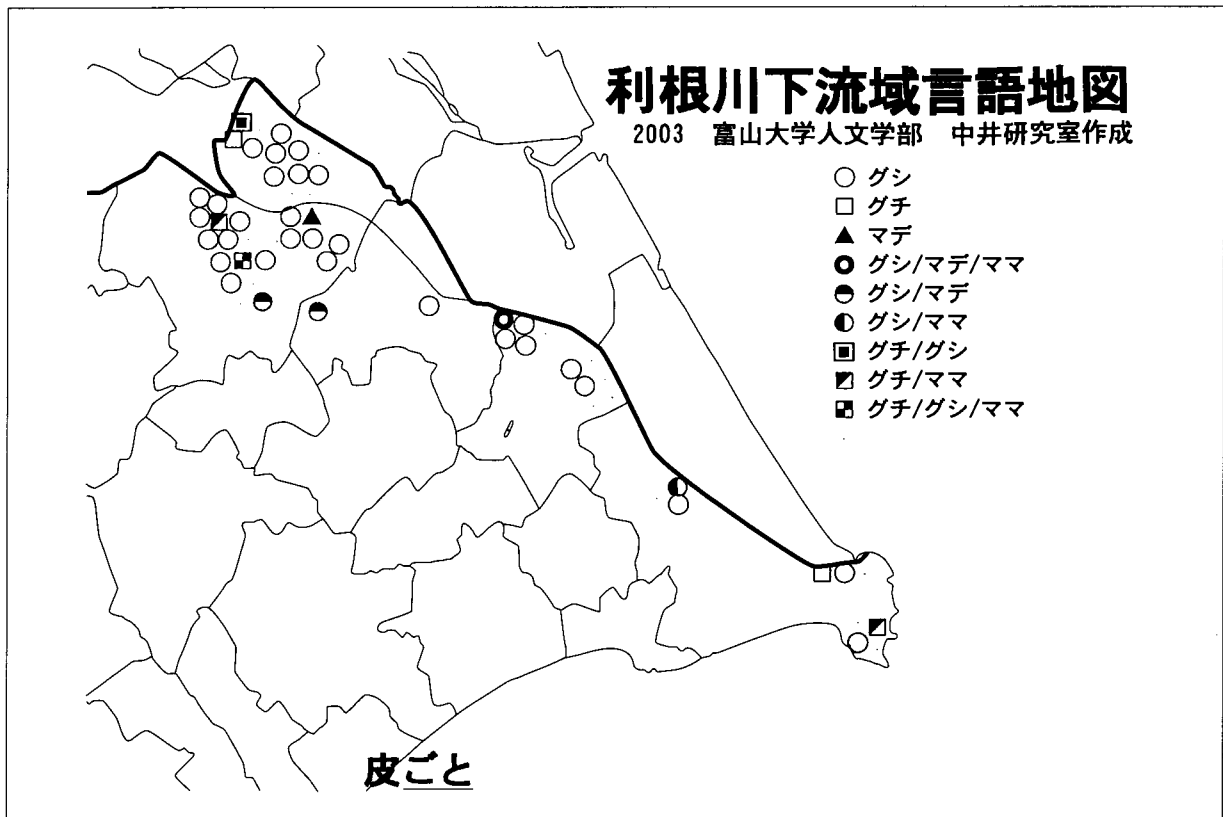 利根川下流域言語地図
2003 富山大学人文学部 中井研究室作成
グシ
グチ
マデ
グシ/マデ/ママ
グシ/マデ
グシ/ママ
グチ/グシ
グチ/ママ
グチ/グシ/ママ
皮ごと